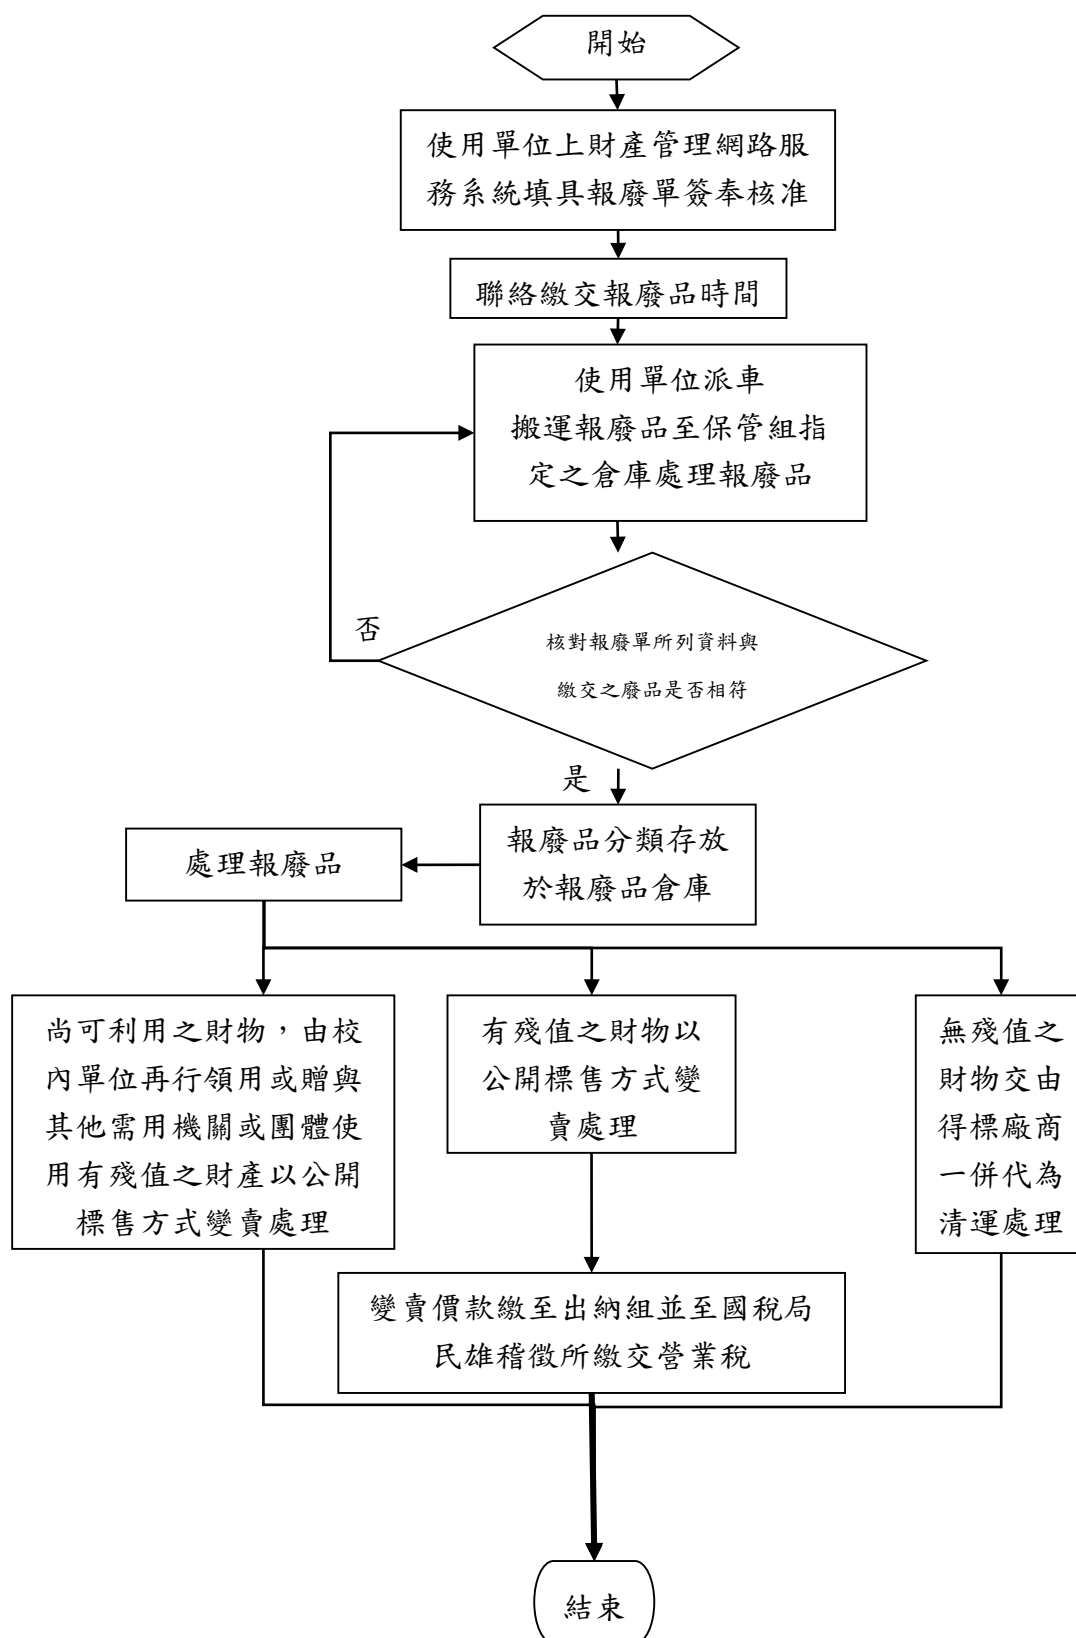 開始
使用單位上財產管理網路服
務系統填具報廢單簽奉核准
聯絡繳交報廢品時間
使用單位派車
搬運報廢品至保管組指
定之倉庫處理報廢品
否
核對報廢單所列資料與
繳交之廢品是否相符
是
報廢品分類存放
於報廢品倉庫
處理報廢品
尚可利用之財物，由校
內單位再行領用或贈與
其他需用機關或團體使
用有殘值之財產以公開
標售方式變賣處理
有殘值之財物以
公開標售方式變
賣處理
無殘值之
財物交由
得標廠商
一併代為
清運處理
變賣價款繳至出納組並至國稅局
民雄稽徵所繳交營業稅
結束